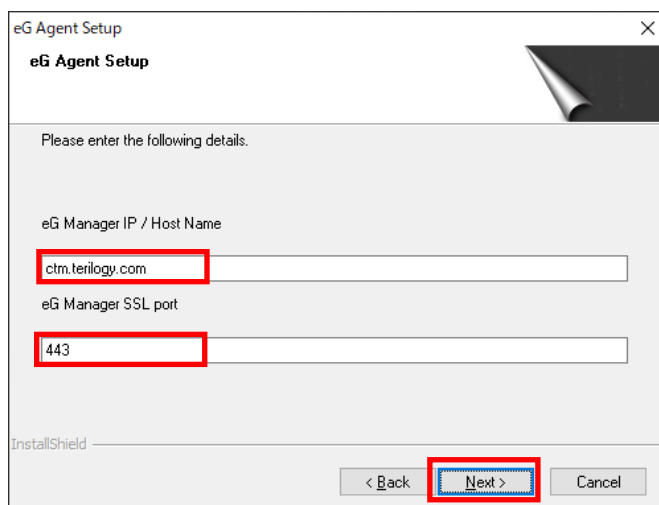 eG Agent Setup
eG Agent Setup
Please enter the following details.
eG Manager IP / Host Name
ctm.terilogy.com
eG Manager SSL port
443
InstallShield
< Back Next > Cancel